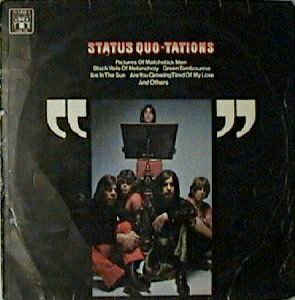 STATUS QUO-TATIONS
Pictures Of Matchstick Men
Black Veils Of Melancholy Green Tambourine
Ice In The Sun Are You Growing Tired Of My Love
And Others
“ ”